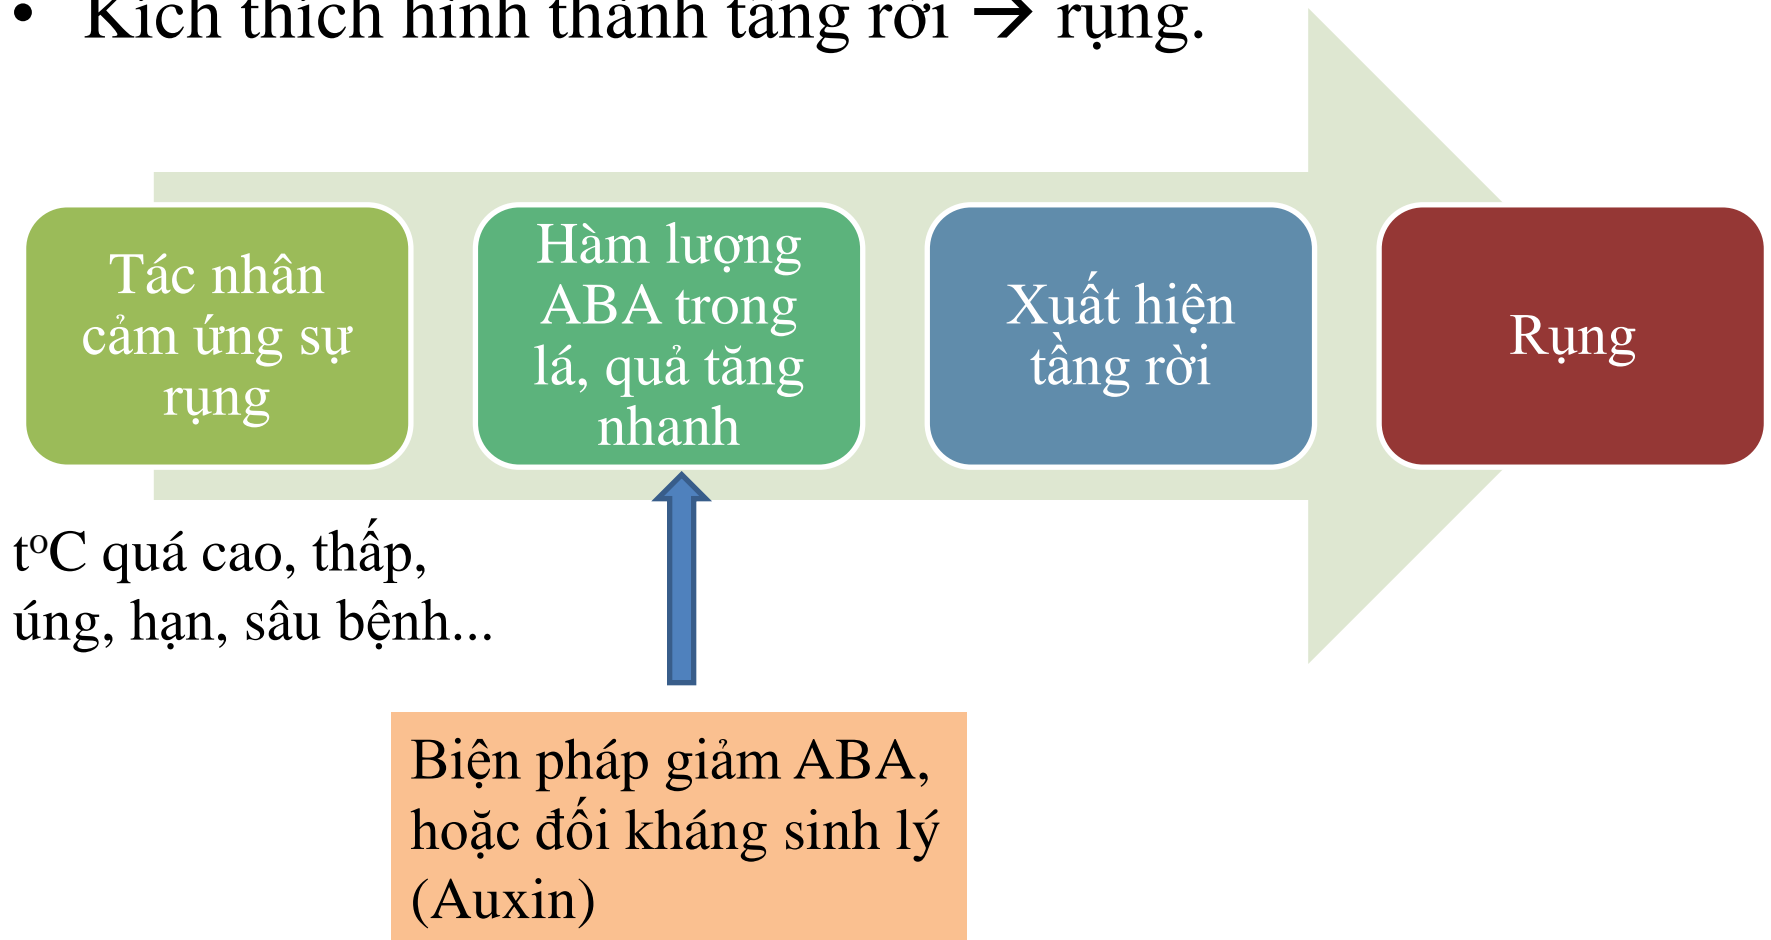 • Kích thích hình thành tầng rời → rụng.
Tác nhân
cảm ứng sự
rụng
Hàm lượng
ABA trong
lá, quả tăng
nhanh
Xuất hiện
tầng rời
Rụng
tºC quá cao, thấp,
úng, hạn, sâu bệnh...
Biện pháp giảm ABA,
hoặc đối kháng sinh lý
(Auxin)